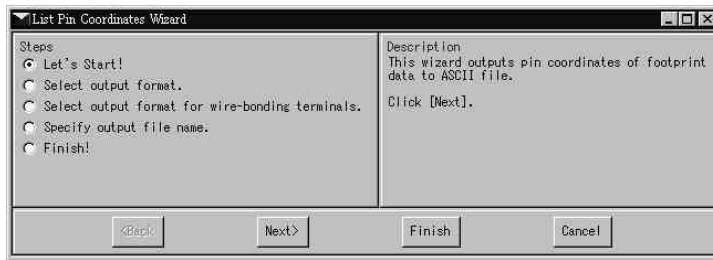 List Pin Coordinates Wizard
Steps
Let's Start!
Select output format.
Select output format for wire-bonding terminals.
Specify output file name.
Finish!
Description
This wizard outputs pin coordinates of footprint
data to ASCII file.
Click [Next].
<Back
Next>
Finish
Cancel